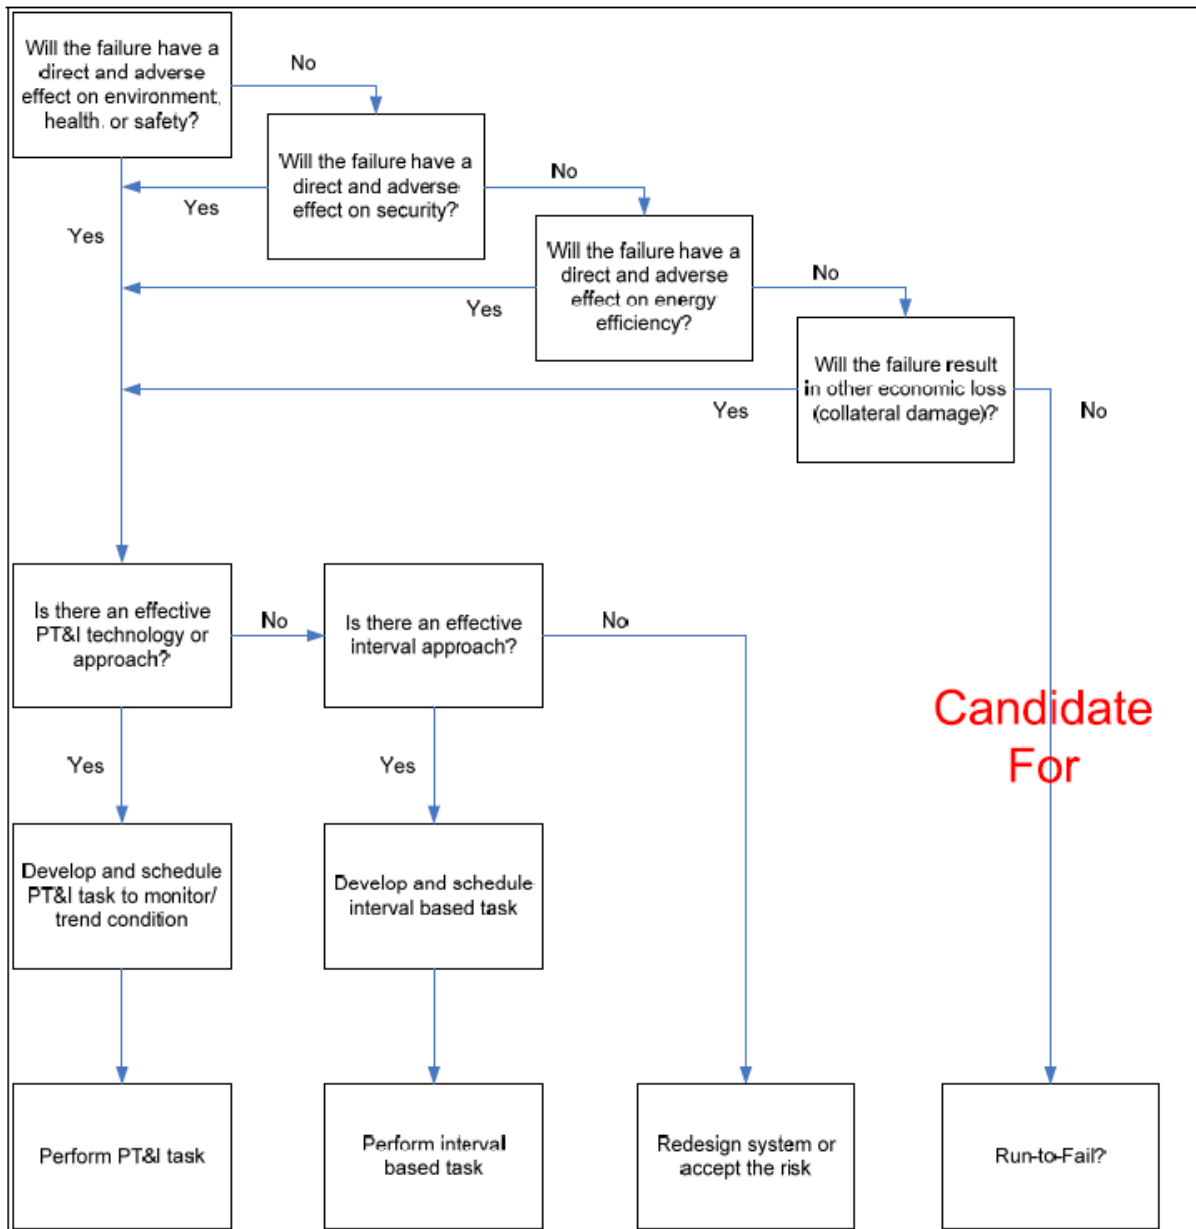 Will the failure have a
direct and adverse
effect on environment,
health, or safety?
No
Will the failure have a
direct and adverse
effect on security?
No
Yes
Yes
Will the failure have a
direct and adverse
effect on energy
efficiency?
No
Yes
Will the failure result
in other economic loss
(collateral damage)?
Yes
No
Is there an effective
PT&I technology or
approach?
No
Is there an effective
interval approach?
No
Candidate
For
Yes
Yes
Develop and schedule
PT&I task to monitor/
trend condition
Develop and schedule
interval based task
Perform PT&I task
Perform interval
based task
Redesign system or
accept the risk
Run-to-Fail?